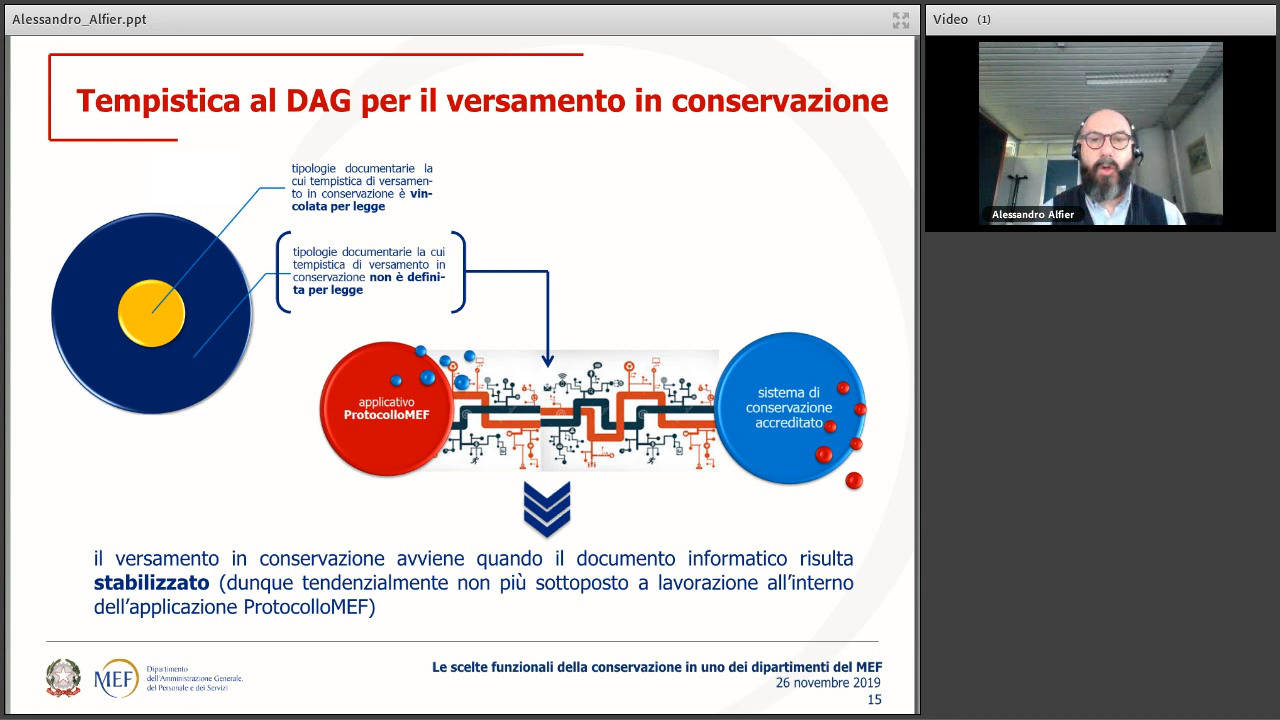 Alessandro_Alfier.ppt
Video (1)
Tempistica al DAG per il versamento in conservazione
tipologie documentarie la
cui tempistica di versamen-
to in conservazione è vin-
colata per legge
tipologie documentarie la cui
tempistica di versamento in
conservazione non è defini-
ta per legge
applicativo
ProtocolloMEF
sistema di
conservazione
accreditato
il versamento in conservazione avviene quando il documento informatico risulta
stabilizzato (dunque tendenzialmente non più sottoposto a lavorazione all’interno
dell’applicazione ProtocolloMEF)
MEF
Dipartimento
dell'Amministrazione Generale,
del Personale e dei Servizi
Le scelte funzionali della conservazione in uno dei dipartimenti del MEF
26 novembre 2019
15
Alessandro Alfier